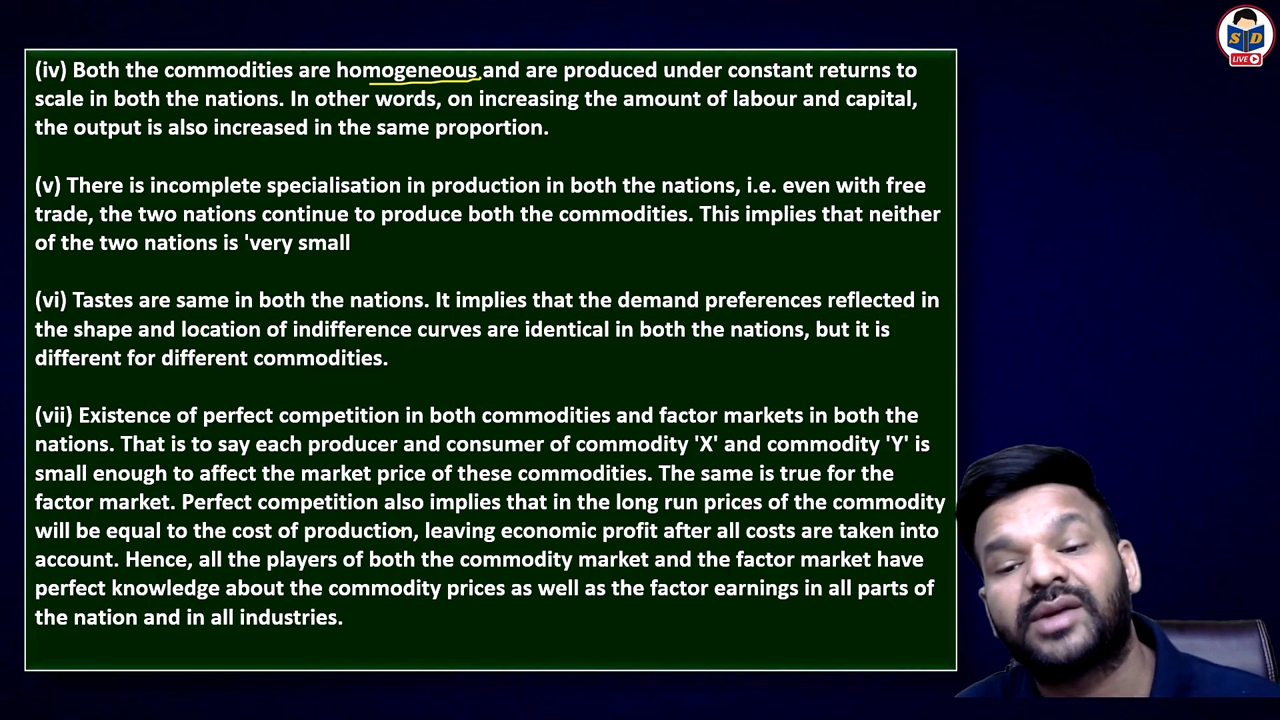 (iv) Both the commodities are homogeneous and are produced under constant returns to
scale in both the nations. In other words, on increasing the amount of labour and capital,
the output is also increased in the same proportion.
(v) There is incomplete specialisation in production in both the nations, i.e. even with free
trade, the two nations continue to produce both the commodities. This implies that neither
of the two nations is 'very small
(vi) Tastes are same in both the nations. It implies that the demand preferences reflected in
the shape and location of indifference curves are identical in both the nations, but it is
different for different commodities.
(vii) Existence of perfect competition in both commodities and factor markets in both the
nations. That is to say each producer and consumer of commodity 'X' and commodity 'Y' is
small enough to affect the market price of these commodities. The same is true for the
factor market. Perfect competition also implies that in the long run prices of the commodity
will be equal to the cost of production, leaving economic profit after all costs are taken into
account. Hence, all the players of both the commodity market and the factor market have
perfect knowledge about the commodity prices as well as the factor earnings in all parts of
the nation and in all industries.
S D
LIVE